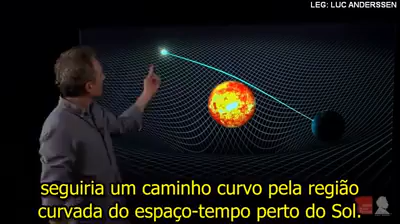 LEG: LUC ANDERSSEN
seguiria um caminho curvo pela região
curvada do espaço-tempo perto do Sol.